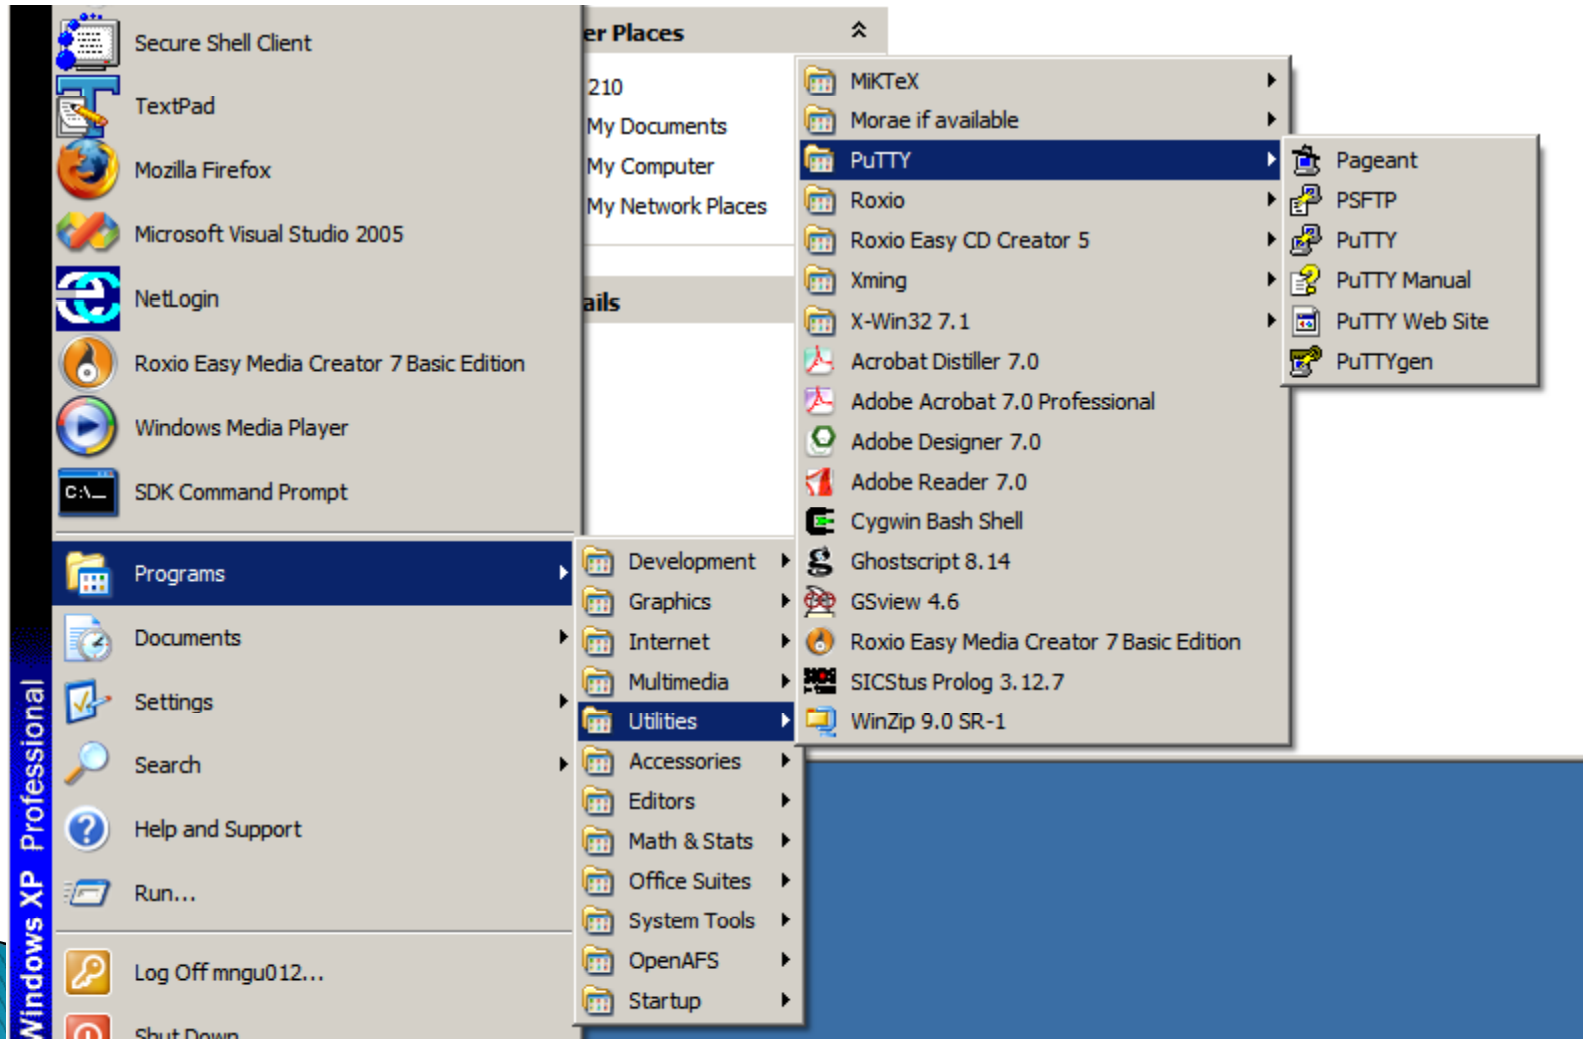 Secure Shell Client
TextPad
Mozilla Firefox
Microsoft Visual Studio 2005
NetLogin
Roxio Easy Media Creator 7 Basic Edition
Windows Media Player
C:\_
SDK Command Prompt
Programs
Documents
Settings
Search
Help and Support
Run...
Log Off mngu012...
Shut Down
Windows XP Professional
er Places
210
My Documents
My Computer
My Network Places
ails
Development
Graphics
Internet
Multimedia
Utilities
Accessories
Editors
Math & Stats
Office Suites
System Tools
OpenAFS
Startup
MiKTeX
Morae if available
PuTTY
Roxio
Roxio Easy CD Creator 5
Xming
X-Win32 7.1
Acrobat Distiller 7.0
Adobe Acrobat 7.0 Professional
Adobe Designer 7.0
Adobe Reader 7.0
Cygwin Bash Shell
Ghostscript 8.14
GSview 4.6
Roxio Easy Media Creator 7 Basic Edition
SICStus Prolog 3.12.7
WinZip 9.0 SR-1
Pageant
PSFTP
PuTTY
PuTTY Manual
PuTTY Web Site
PuTTYgen